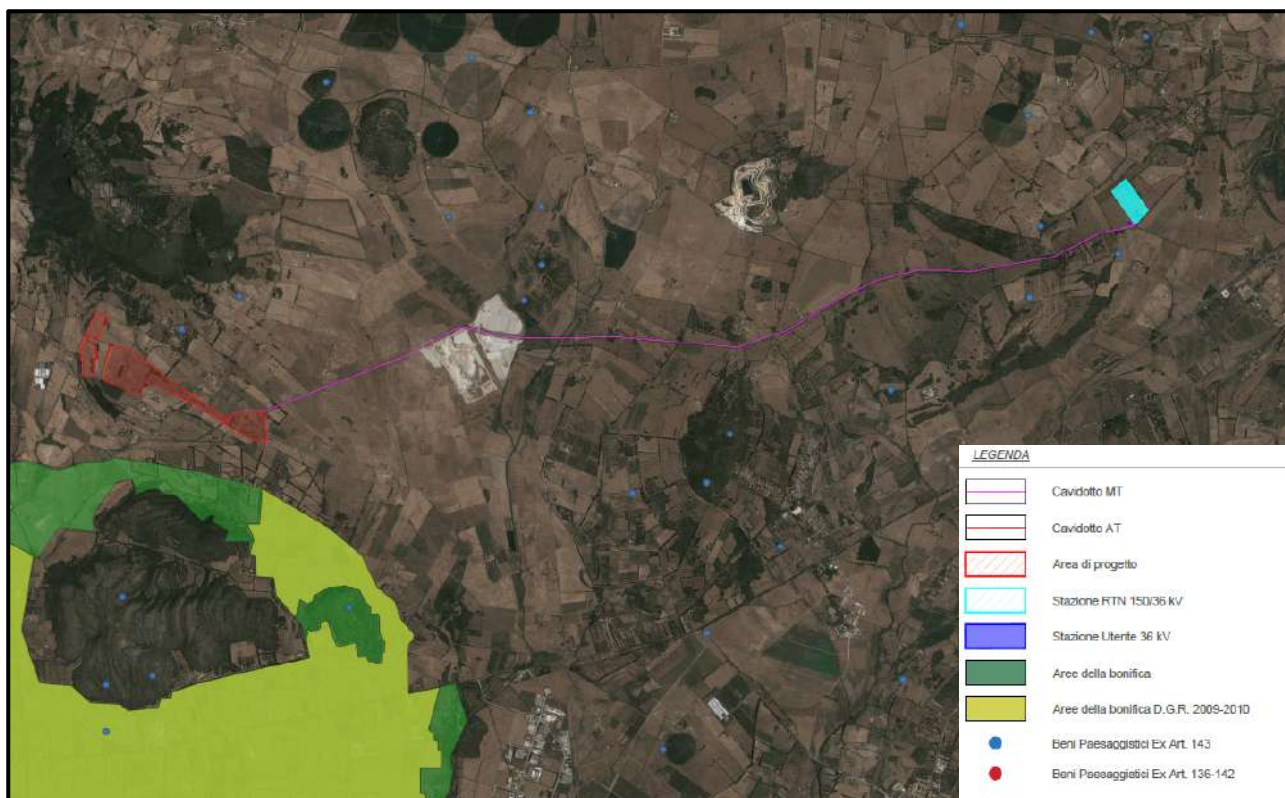 LEGENDA
Cavidotto MT
Cavidotto AT
Area di progetto
Stazione RTN 150/36 kV
Stazione Utente 36 kV
Aree della bonifica
Aree della bonifica D.G.R. 2009-2010
Beni Paesaggistici Ex Art. 143
Beni Paesaggistici Ex Art. 136-142